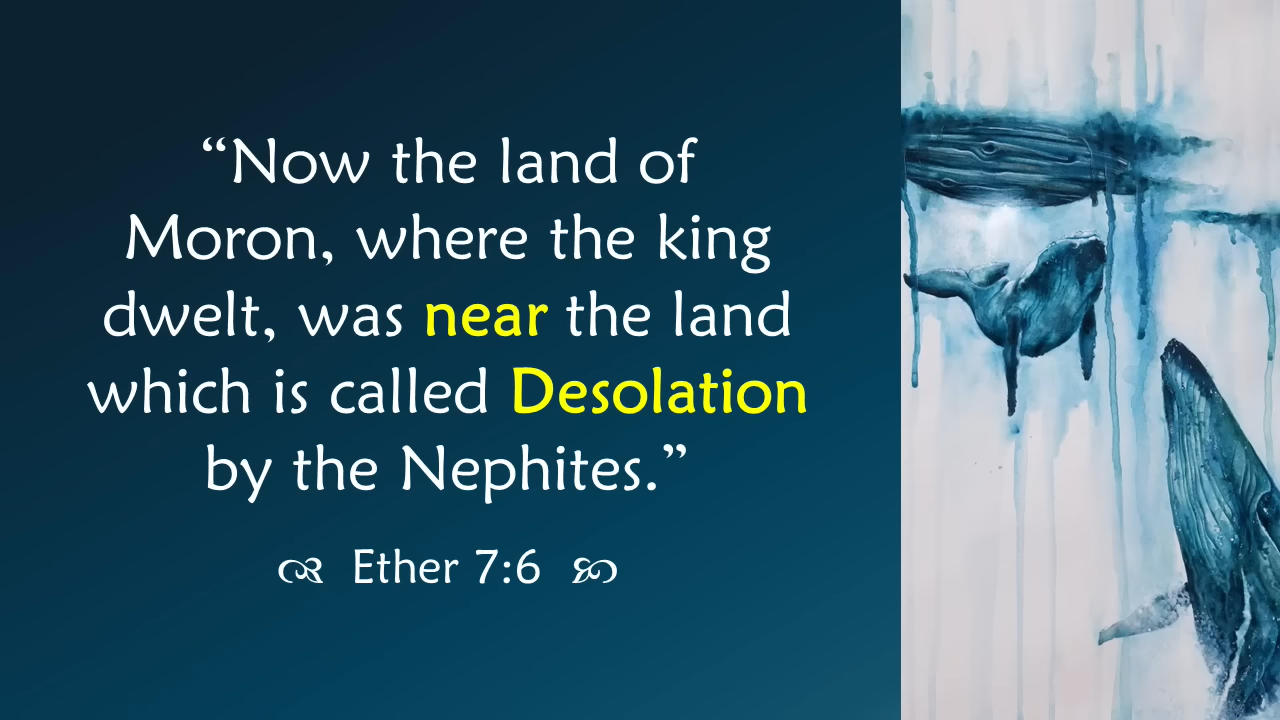 “Now the land of
Moron, where the king
dwelt, was near the land
which is called Desolation
by the Nephites.”
Ether 7:6